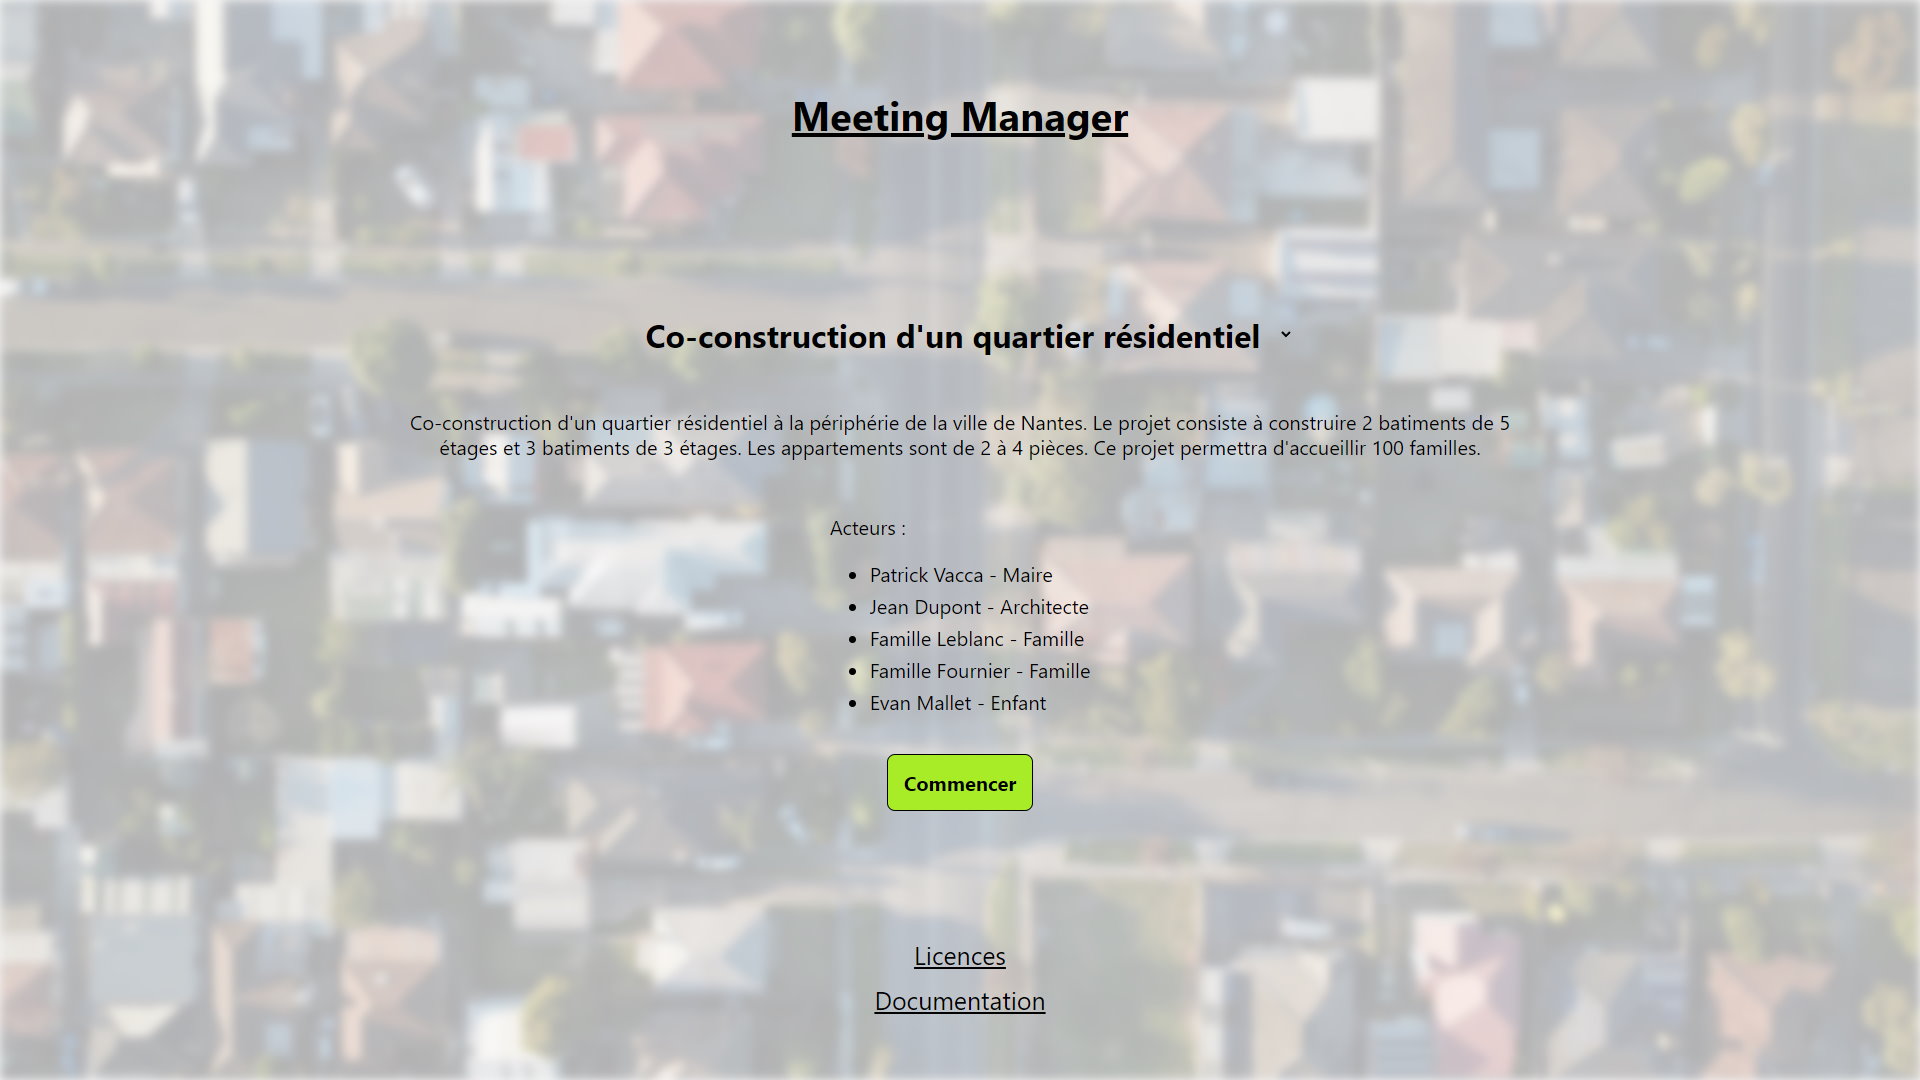 Meeting Manager
Co-construction d'un quartier résidentiel
Co-construction d'un quartier résidentiel à la périphérie de la ville de Nantes. Le projet consiste à construire 2 batiments de 5
étages et 3 batiments de 3 étages. Les appartements sont de 2 à 4 pièces. Ce projet permettra d'accueillir 100 familles.
Acteurs :
Patrick Vacca - Maire
Jean Dupont - Architecte
Famille Leblanc - Famille
Famille Fournier - Famille
Evan Mallet - Enfant
Commencer
Licences
Documentation